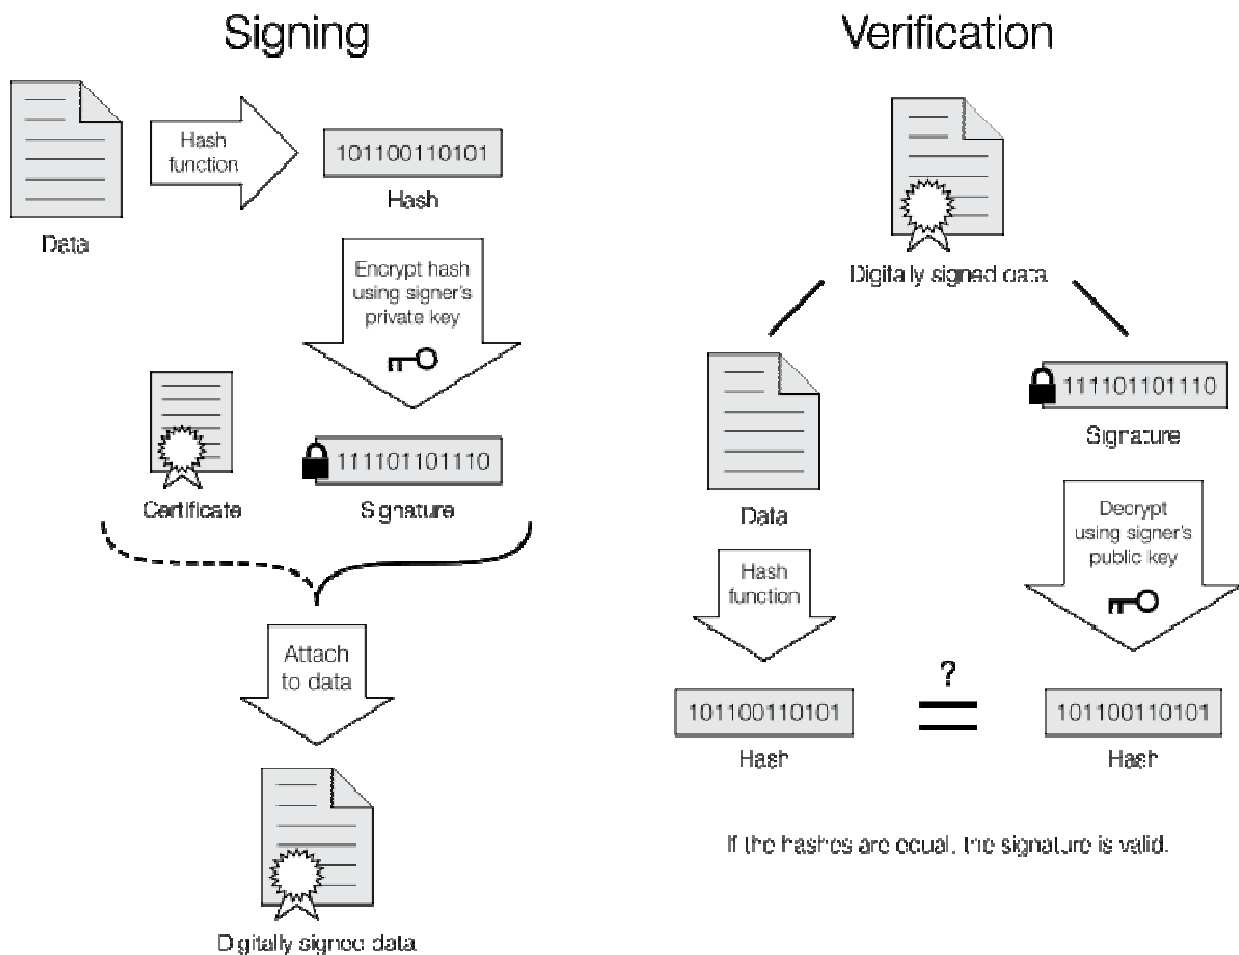 Signing
Hash
function
101100110101
Hash
Data
Encrypt hash
using signer's
private key
Certificate
111101101110
Signature
Attach
to data
Digitally signed data
Verification
Digitally signed data
Data
111101101110
Signature
Hash
function
Decrypt
using signer's
public key
101100110101
Hash
?
=
101100110101
Hash
If the hashes are equal, the signature is valid.